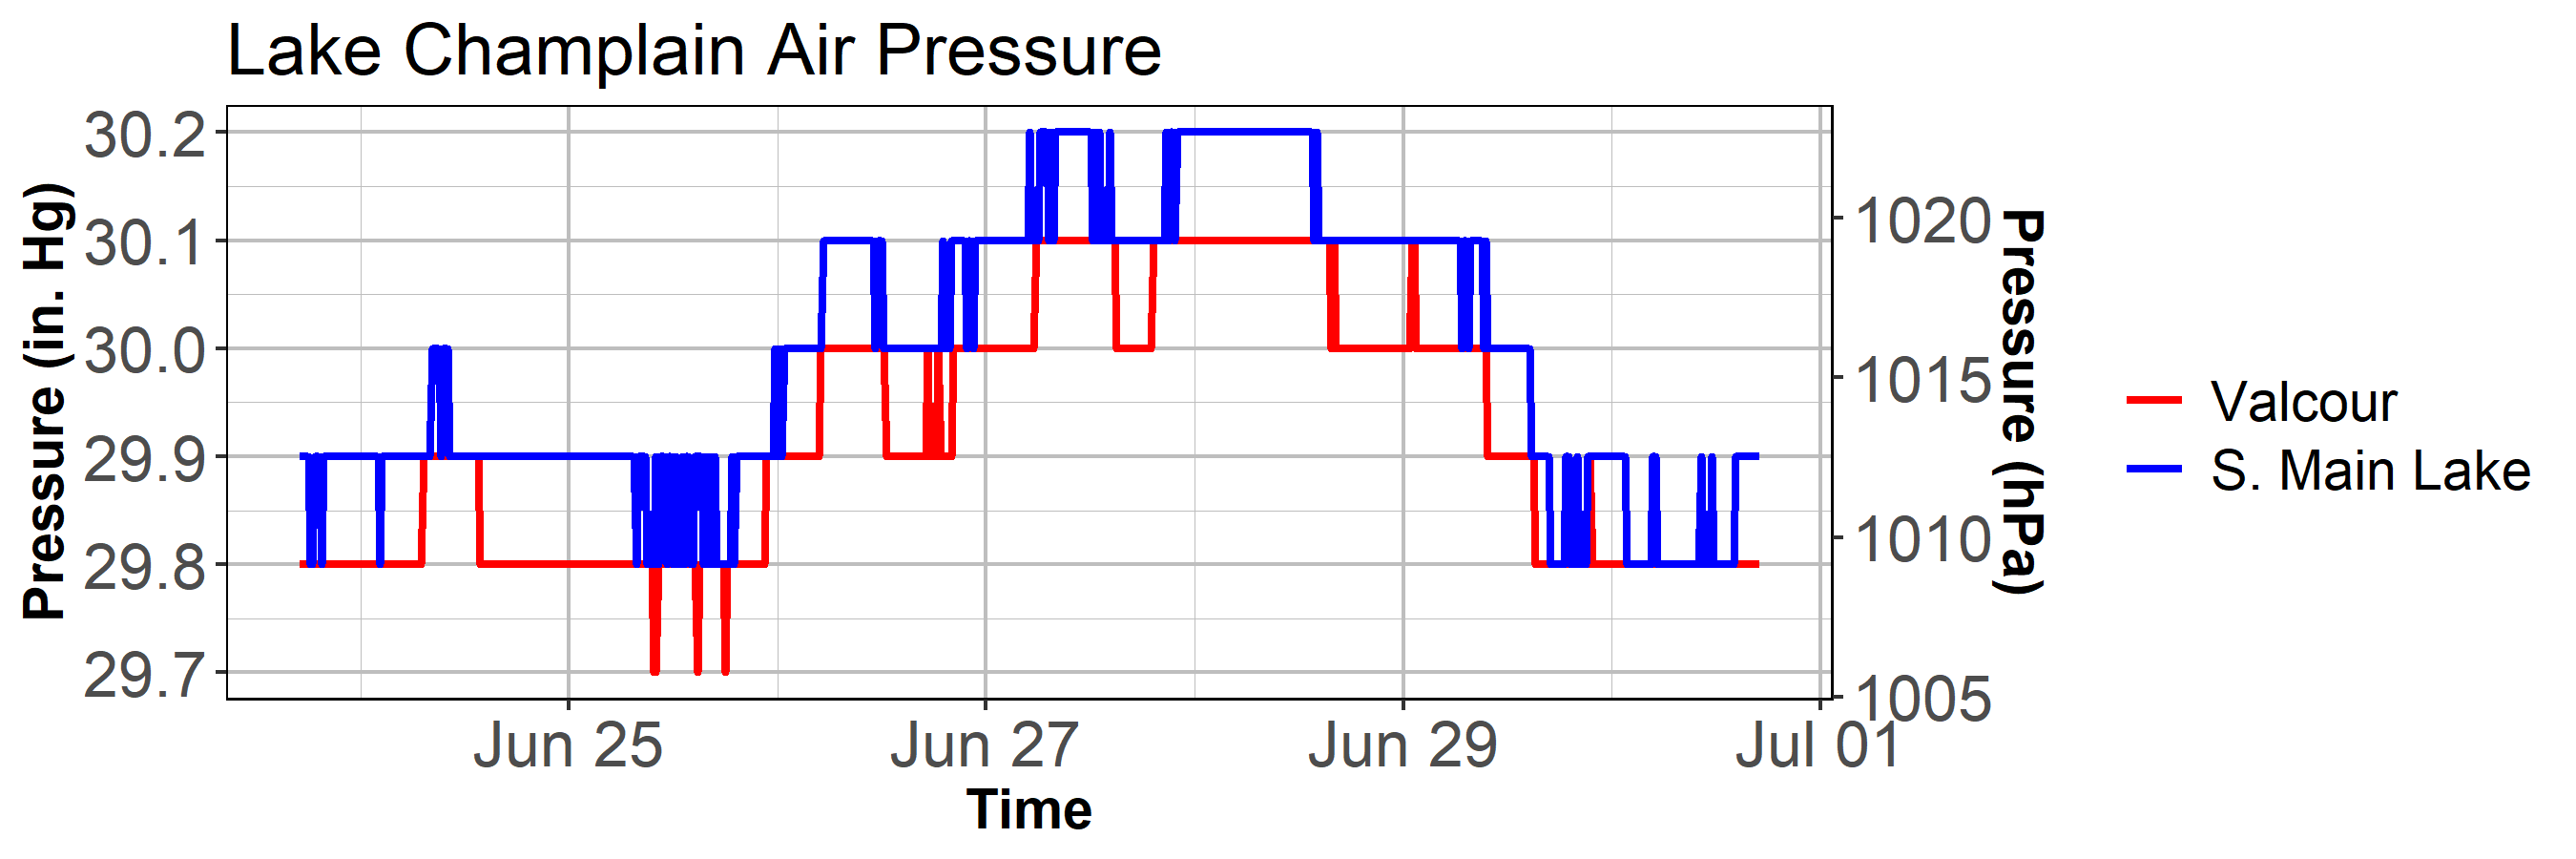 Lake Champlain Air Pressure
Pressure (in. Hg)
30.2
30.1
30.0
29.9
29.8
29.7
1020
1015
1010
1005
Pressure (hPa)
Jun 25
Jun 27
Jun 29
Jul 01
Time
Valcour
S. Main Lake